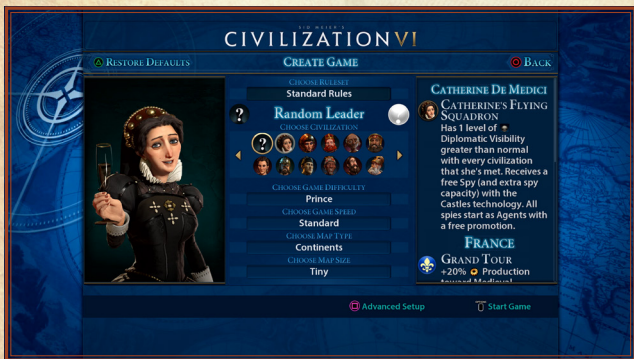 SID MEIER'S
CIVILIZATION VI
RESTORE DEFAULTS
CREATE GAME
BACK
CHOOSE RULESET
Standard Rules
?
Random Leader
CHOOSE CIVILIZATION
?
CHOOSE GAME DIFFICULTY
Prince
CHOOSE GAME SPEED
Standard
CHOOSE MAP TYPE
Continents
CHOOSE MAP SIZE
Tiny
CATHERINE DE MEDICI
CATHERINE'S FLYING
SQUADRON
Has 1 level of
Diplomatic Visibility
greater than normal
with every civilization
that she's met. Receives a
free Spy (and extra spy
capacity) with the
Castles technology. All
spies start as Agents with
a free promotion.
FRANCE
GRAND TOUR
+20% Production
toward Medieval,
Advanced Setup
Start Game